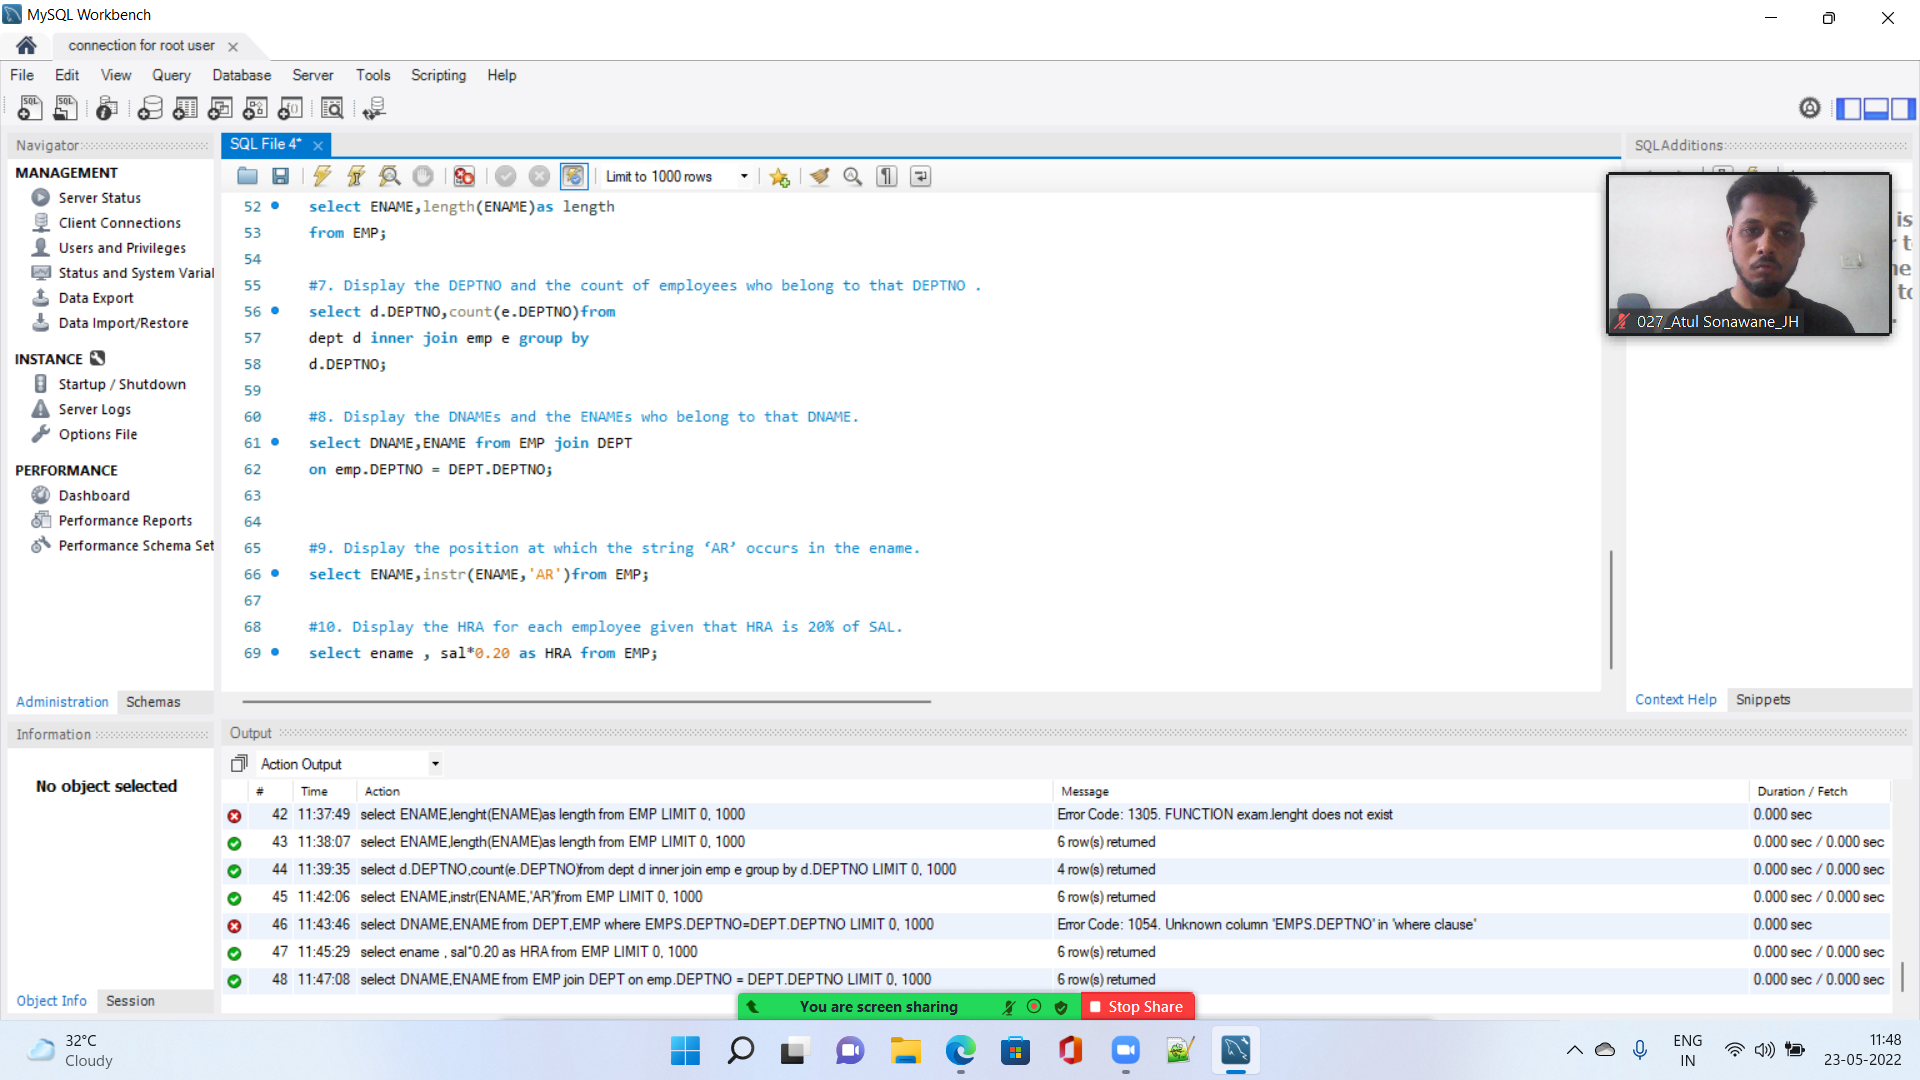 MySQL Workbench
connection for root user
File Edit View Query Database Server Tools Scripting Help
Navigator
SQL File 4*
SQLAdditions
MANAGEMENT
Server Status
Client Connections
Users and Privileges
Status and System Varial
Data Export
Data Import/Restore
INSTANCE
Startup / Shutdown
Server Logs
Options File
PERFORMANCE
Dashboard
Performance Reports
Performance Schema Set
Administration Schemas
Information
No object selected
Object Info Session
Limit to 1000 rows
52 select ENAME,length(ENAME)as length
53 from EMP;
54
55 #7. Display the DEPTNO and the count of employees who belong to that DEPTNO .
56 select d.DEPTNO,count(e.DEPTNO)from
57 dept d inner join emp e group by
58 d.DEPTNO;
59
60 #8. Display the DNAMEs and the ENAMEs who belong to that DNAME.
61 select DNAME,ENAME from EMP join DEPT
62 on emp.DEPTNO = DEPT.DEPTNO;
63
64
65 #9. Display the position at which the string ‘AR’ occurs in the ename.
66 select ENAME,instr(ENAME,'AR')from EMP;
67
68 #10. Display the HRA for each employee given that HRA is 20% of SAL.
69 select ename , sal*0.20 as HRA from EMP;
027_Atul Sonawane_JH
Context Help Snippets
Output
Action Output
# Time Action Message Duration / Fetch
42 11:37:49 select ENAME,lenght(ENAME)as length from EMP LIMIT 0, 1000 Error Code: 1305. FUNCTION exam.lenght does not exist 0.000 sec
43 11:38:07 select ENAME,length(ENAME)as length from EMP LIMIT 0, 1000 6 row(s) returned 0.000 sec / 0.000 sec
44 11:39:35 select d.DEPTNO,count(e.DEPTNO)from dept d inner join emp e group by d.DEPTNO LIMIT 0, 1000 4 row(s) returned 0.000 sec / 0.000 sec
45 11:42:06 select ENAME,instr(ENAME,'AR')from EMP LIMIT 0, 1000 6 row(s) returned 0.000 sec / 0.000 sec
46 11:43:46 select DNAME,ENAME from DEPT,EMP where EMPS.DEPTNO=DEPT.DEPTNO LIMIT 0, 1000 Error Code: 1054. Unknown column 'EMPS.DEPTNO' in 'where clause' 0.000 sec
47 11:45:29 select ename , sal*0.20 as HRA from EMP LIMIT 0, 1000 6 row(s) returned 0.000 sec / 0.000 sec
48 11:47:08 select DNAME,ENAME from EMP join DEPT on emp.DEPTNO = DEPT.DEPTNO LIMIT 0, 1000 6 row(s) returned 0.000 sec / 0.000 sec
You are screen sharing Stop Share
32°C
Cloudy
ENG
IN
11:48
23-05-2022